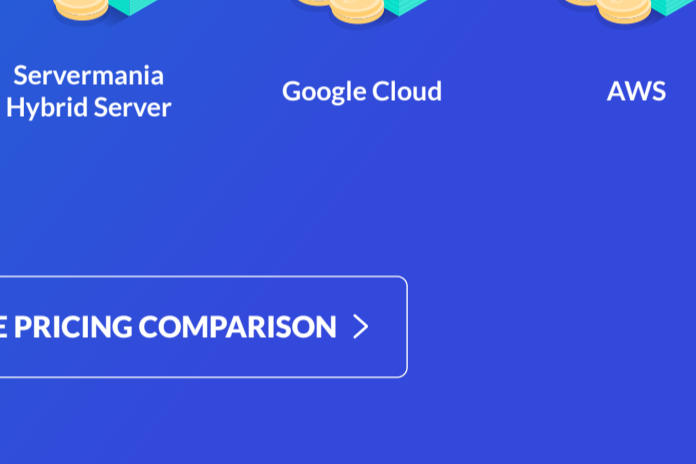 Servermania
Hybrid Server
Google Cloud
AWS
PRICING COMPARISON